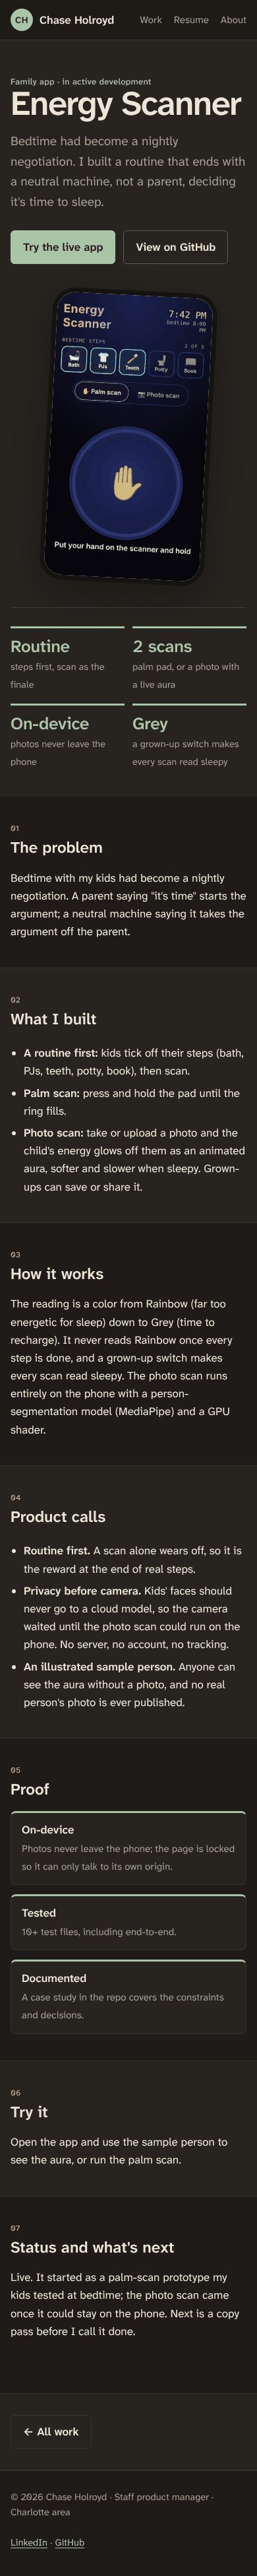 CH Chase Holroyd Work Resume About
Family app · in active development
Energy Scanner
Bedtime had become a nightly
negotiation. I built a routine that ends with
a neutral machine, not a parent, deciding
it's time to sleep.
Try the live app View on GitHub
Energy
Scanner
7:42 PM
bedtime 8:00
PM
BEDTIME STEPS
1 OF 5
Bath PJs Teeth Potty Book
Palm scan Photo scan
Put your hand on the scanner and hold
Routine
steps first, scan as the
finale
2 scans
palm pad, or a photo with
a live aura
On-device
photos never leave the
phone
Grey
a grown-up switch makes
every scan read sleepy
01
The problem
Bedtime with my kids had become a nightly
negotiation. A parent saying "it's time" starts the
argument; a neutral machine saying it takes the
argument off the parent.
02
What I built
• A routine first: kids tick off their steps (bath,
PJs, teeth, potty, book), then scan.
• Palm scan: press and hold the pad until the
ring fills.
• Photo scan: take or upload a photo and the
child's energy glows off them as an animated
aura, softer and slower when sleepy. Grown-
ups can save or share it.
03
How it works
The reading is a color from Rainbow (far too
energetic for sleep) down to Grey (time to
recharge). It never reads Rainbow once every
step is done, and a grown-up switch makes
every scan read sleepy. The photo scan runs
entirely on the phone with a person-
segmentation model (MediaPipe) and a GPU
shader.
04
Product calls
• Routine first. A scan alone wears off, so it is
the reward at the end of real steps.
• Privacy before camera. Kids' faces should
never go to a cloud model, so the camera
waited until the photo scan could run on the
phone. No server, no account, no tracking.
• An illustrated sample person. Anyone can
see the aura without a photo, and no real
person's photo is ever published.
05
Proof
On-device
Photos never leave the phone; the page is locked
so it can only talk to its own origin.
Tested
10+ test files, including end-to-end.
Documented
A case study in the repo covers the constraints
and decisions.
06
Try it
Open the app and use the sample person to
see the aura, or run the palm scan.
07
Status and what's next
Live. It started as a palm-scan prototype my
kids tested at bedtime; the photo scan came
once it could stay on the phone. Next is a copy
pass before I call it done.
← All work
© 2026 Chase Holroyd · Staff product manager ·
Charlotte area
LinkedIn · GitHub